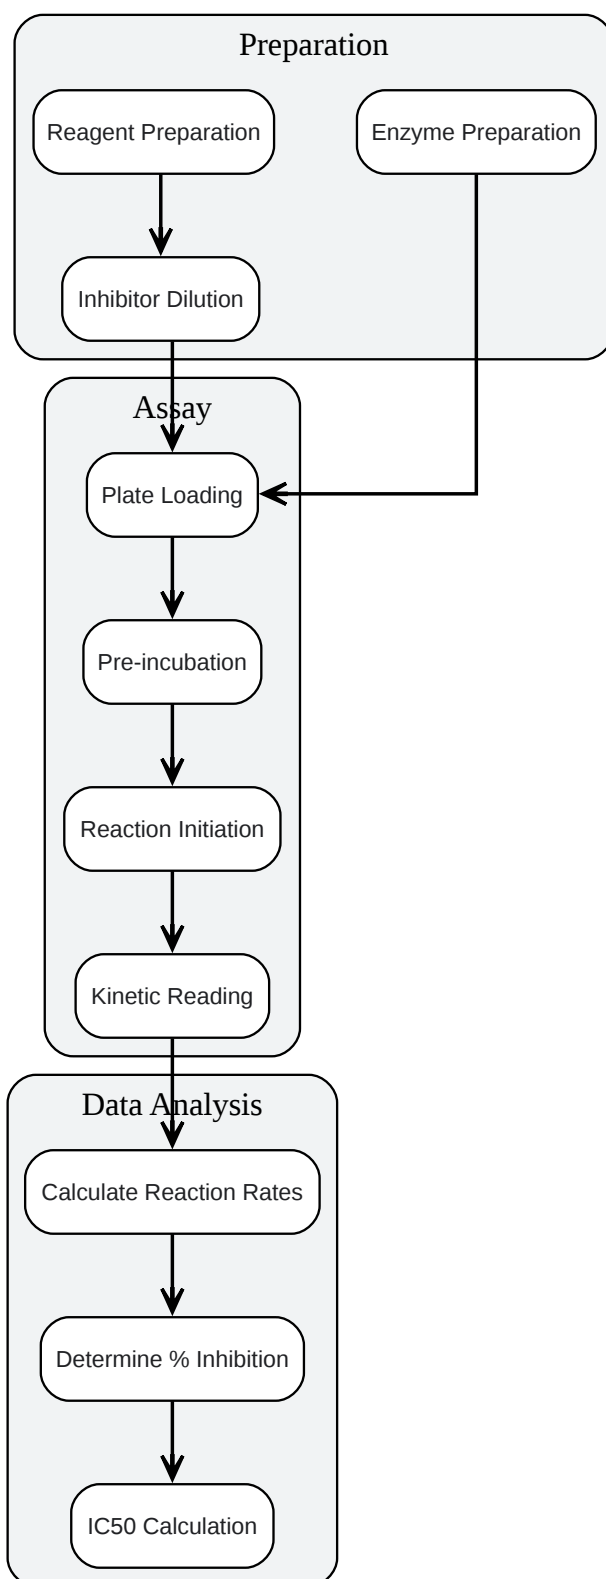 Preparation
Reagent Preparation
Enzyme Preparation
Inhibitor Dilution
Assay
Plate Loading
Pre-incubation
Reaction Initiation
Kinetic Reading
Data Analysis
Calculate Reaction Rates
Determine % Inhibition
IC50 Calculation